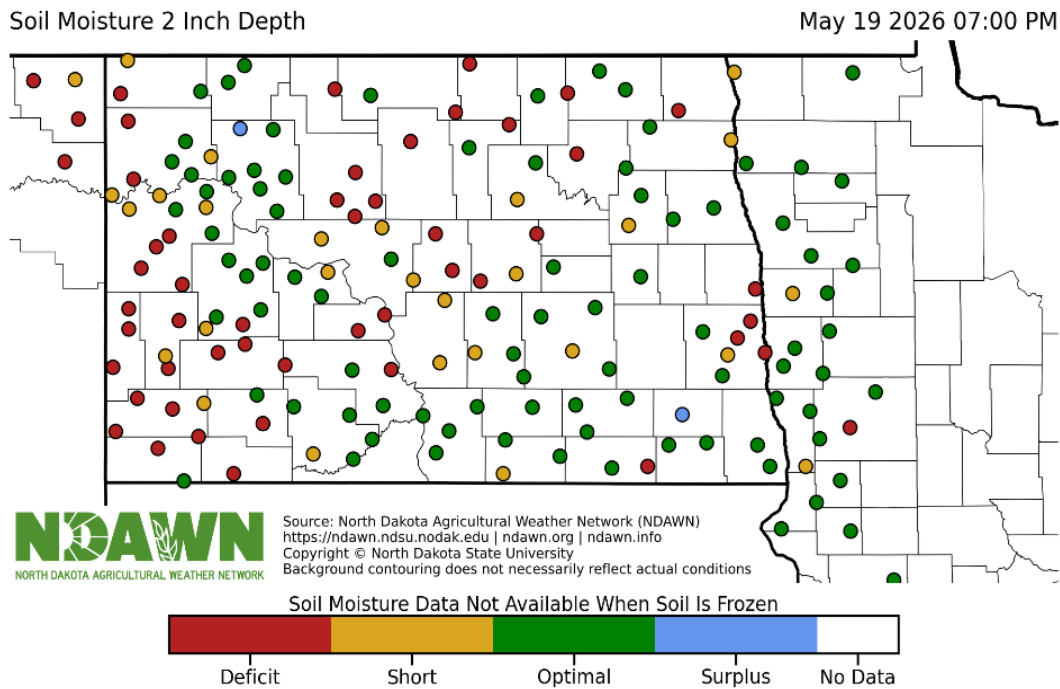 Soil Moisture 2 Inch Depth
May 19 2026 07:00 PM
NDAWN
NORTH DAKOTA AGRICULTURAL WEATHER NETWORK
Source: North Dakota Agricultural Weather Network (NDAWN)
https://ndawn.ndsu.nodak.edu | ndawn.org | ndawn.info
Copyright © North Dakota State University
Background contouring does not necessarily reflect actual conditions
Soil Moisture Data Not Available When Soil Is Frozen
Deficit
Short
Optimal
Surplus
No Data